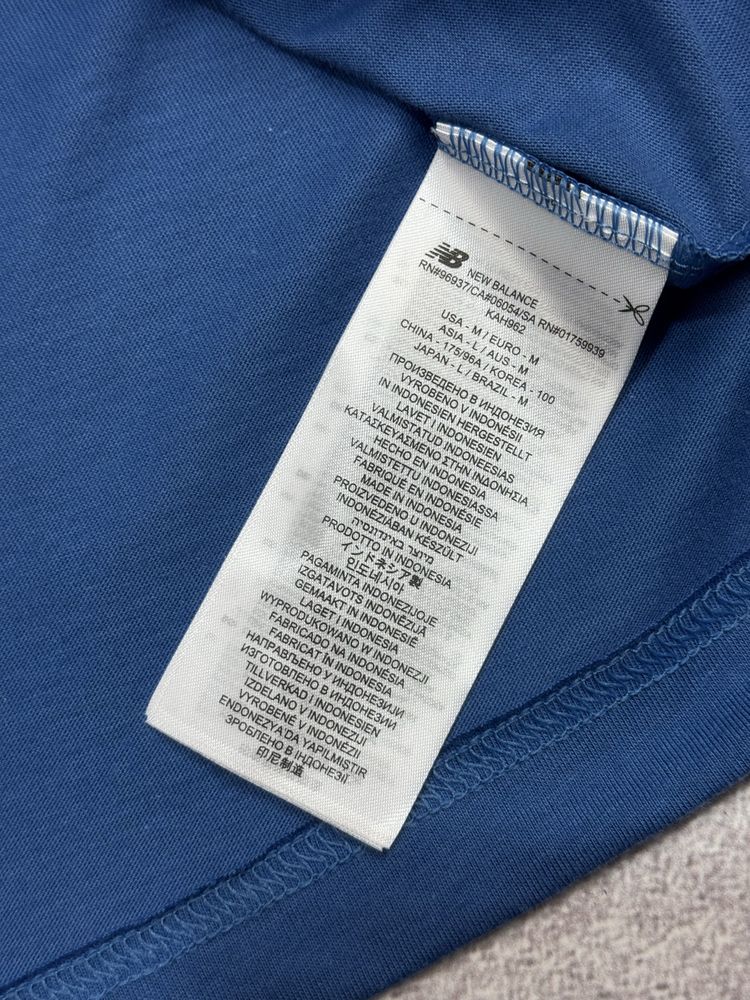 NB NEW BALANCE
RN#96937/CA#06054/SA RN#01759939
KAH962
USA - M / EURO - M
ASIA - L / AUS - M
CHINA - 175/96A / KOREA - 100
JAPAN - L / BRAZIL - M
ПРОИЗВЕДЕНО В ИНДОНЕЗИЯ
VYROBENO V INDONÉSII
IN INDONESIEN HERGESTELLT
LAVET I INDONESIEN
VALMISTATUD INDONEESIAS
ΚΑΤΑΣΚΕΥΑΣΜΕΝΟ ΣΤΗΝ ΙΝΔΟΝΗΣΙΑ
HECHO EN INDONESIA
VALMISTETTU INDONESIASSA
FABRIQUÉ EN INDONÉSIE
MADE IN INDONESIA
PROIZVEDENO U INDONEZIJI
INDONÉZIÁBAN KÉSZÜLT
מיוצר באינדונסיה
PRODOTTO IN INDONESIA
インドネシア製
인도네시아
PAGAMINTA INDONEZIJOJE
IZGATAVOTS INDONĒZIJĀ
GEMAAKT IN INDONESIË
LAGET I INDONESIA
WYPRODUKOWANO W INDONEZJI
FABRICADO NA INDONÉSIA
FABRICAT ÎN INDONESIA
НАПРАВЉЕНО У ИНДОНЕЗИЈИ
ИЗГОТОВЛЕНО В ИНДОНЕЗИИ
TILLVERKAD I INDONESIEN
IZDELANO V INDONEZIJI
VYROBENÉ V INDONÉZII
ENDONEZYA'DA YAPILMIŞTIR
ЗРОБЛЕНО В ІНДОНЕЗІЇ
印尼制造